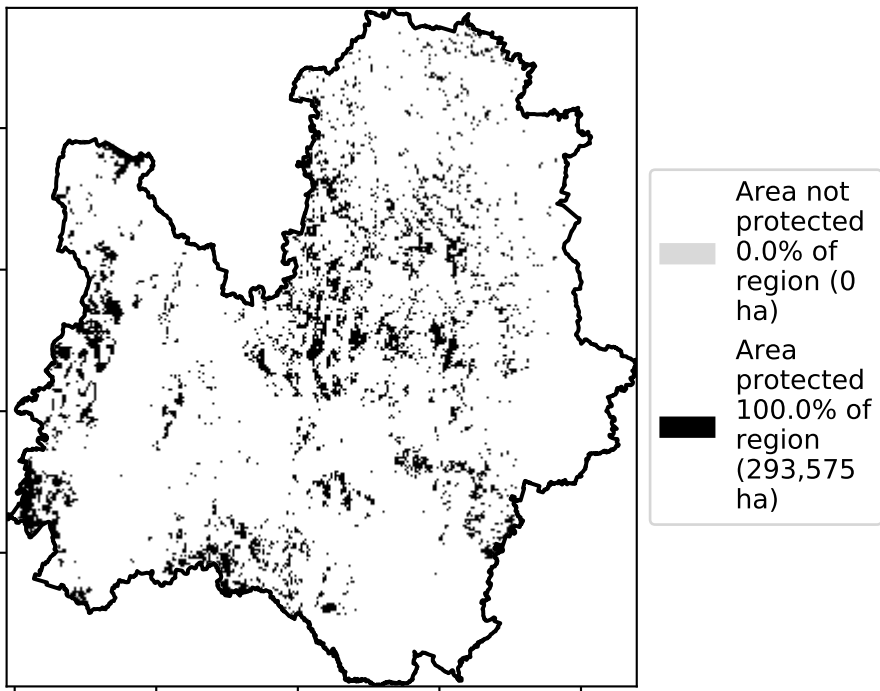 Area not
protected
0.0% of
region (0
ha)
Area
protected
100.0% of
region
(293,575
ha)